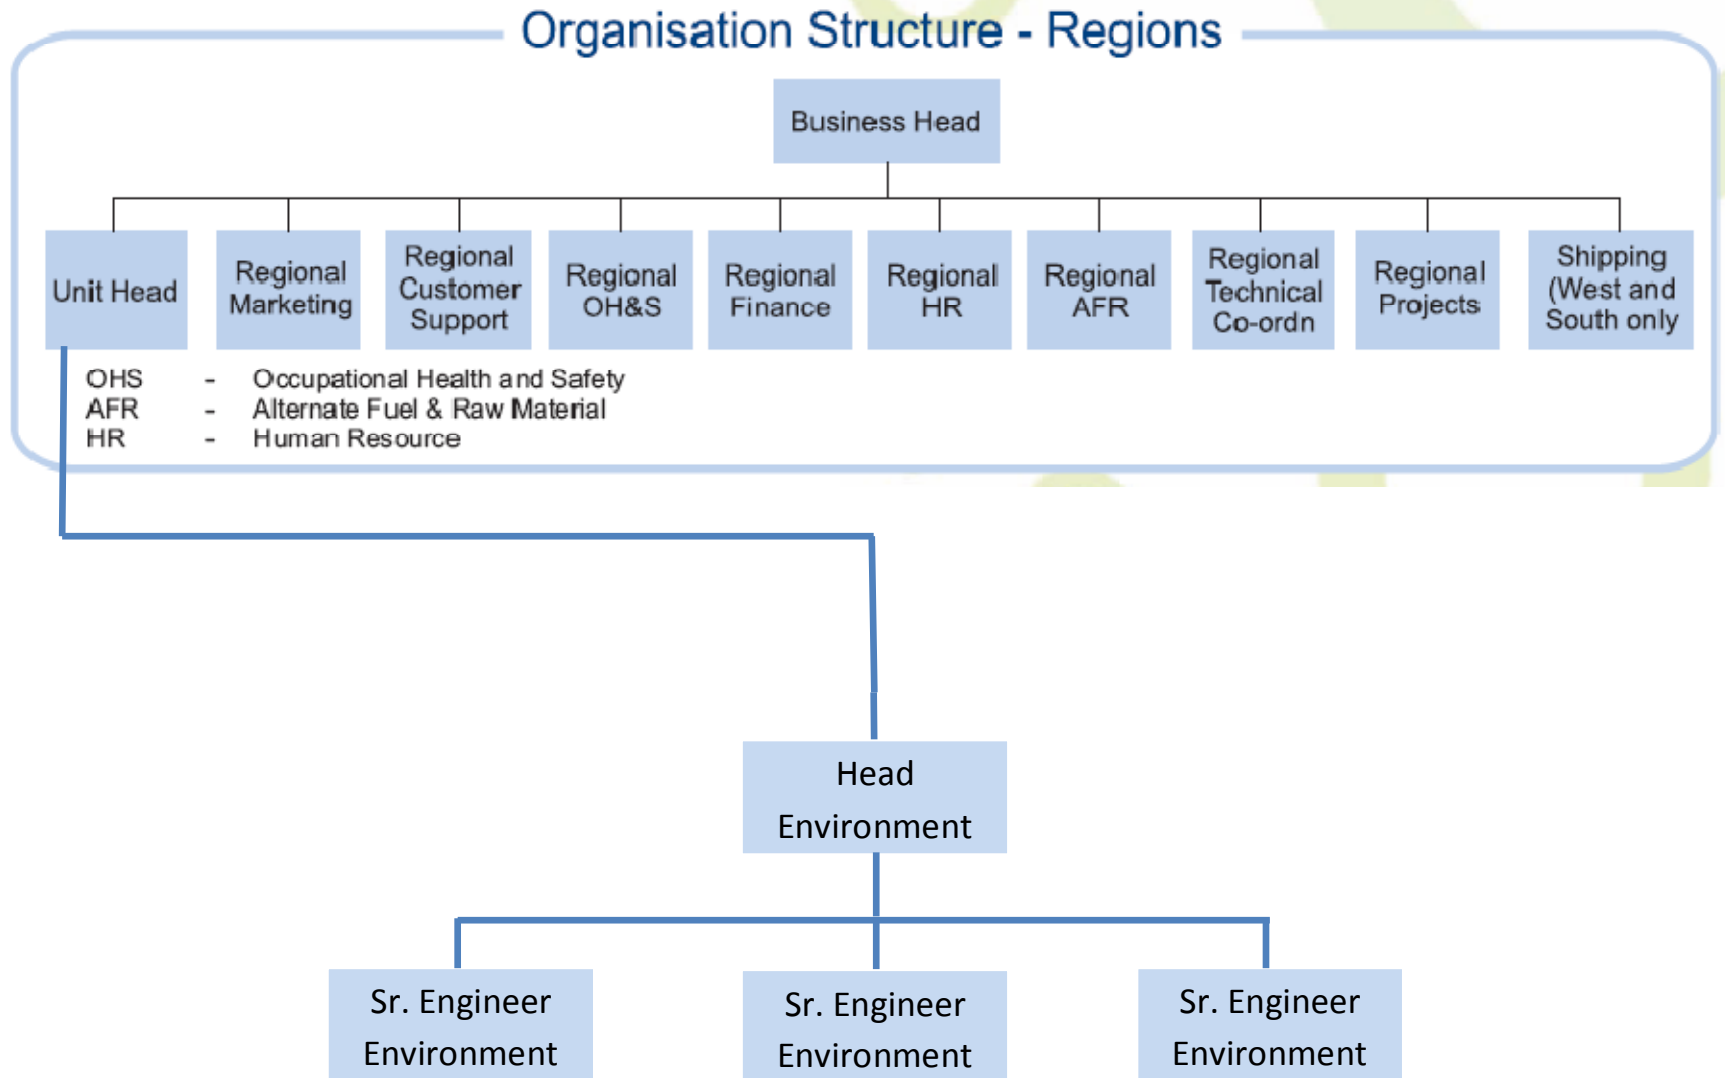 Organisation Structure - Regions
Business Head
Unit Head
Regional
Marketing
Regional
Customer
Support
Regional
OH&S
Regional
Finance
Regional
HR
Regional
AFR
Regional
Technical
Co-ordn
Regional
Projects
Shipping
(West and
South only
OHS - Occupational Health and Safety
AFR - Alternate Fuel & Raw Material
HR - Human Resource
Head
Environment
Sr. Engineer
Environment
Sr. Engineer
Environment
Sr. Engineer
Environment